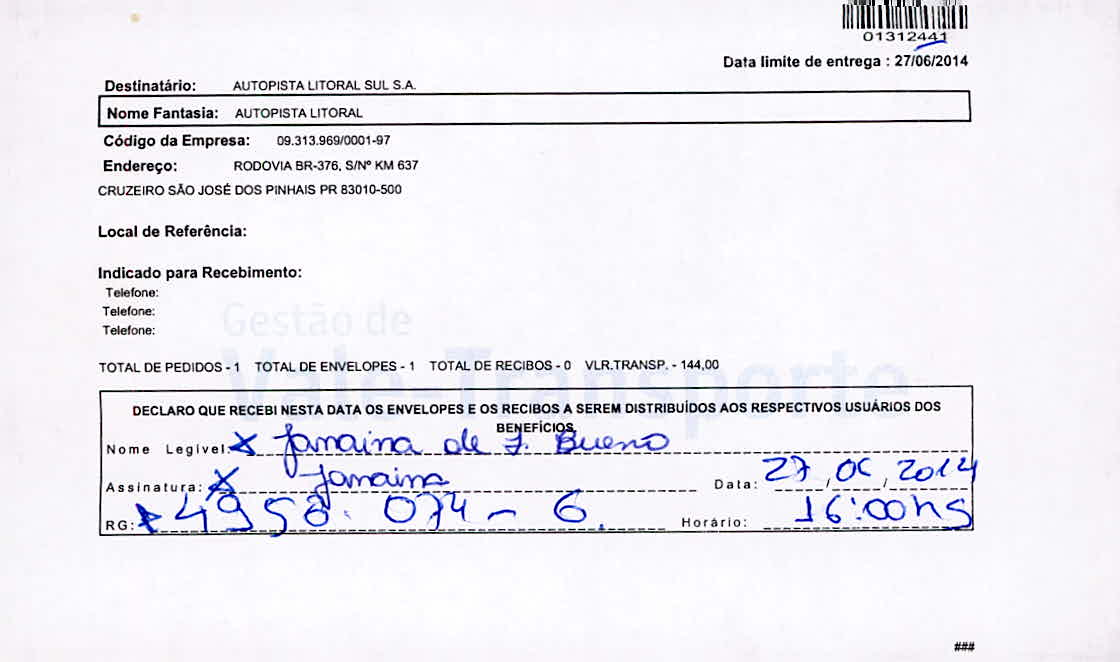 01312441
Data limite de entrega : 27/06/2014
Destinatário: AUTOPISTA LITORAL SUL S.A.
Nome Fantasia: AUTOPISTA LITORAL
Código da Empresa: 09.313.969/0001-97
Endereço: RODOVIA BR-376, S/Nº KM 637
CRUZEIRO SÃO JOSÉ DOS PINHAIS PR 83010-500
Local de Referência:
Indicado para Recebimento:
Telefone:
Telefone:
Telefone:
Gestão de
Vale-Transporte
TOTAL DE PEDIDOS - 1 TOTAL DE ENVELOPES - 1 TOTAL DE RECIBOS - 0 VLR.TRANSP. - 144,00
DECLARO QUE RECEBI NESTA DATA OS ENVELOPES E OS RECIBOS A SEREM DISTRIBUÍDOS AOS RESPECTIVOS USUÁRIOS DOS
BENEFÍCIOS.
Nome Legível: x Janaina de J. Bueno
Assinatura: x Janaina Data: 27/06/2014
RG: x 4958.074-6. Horário: 16:00hs
###